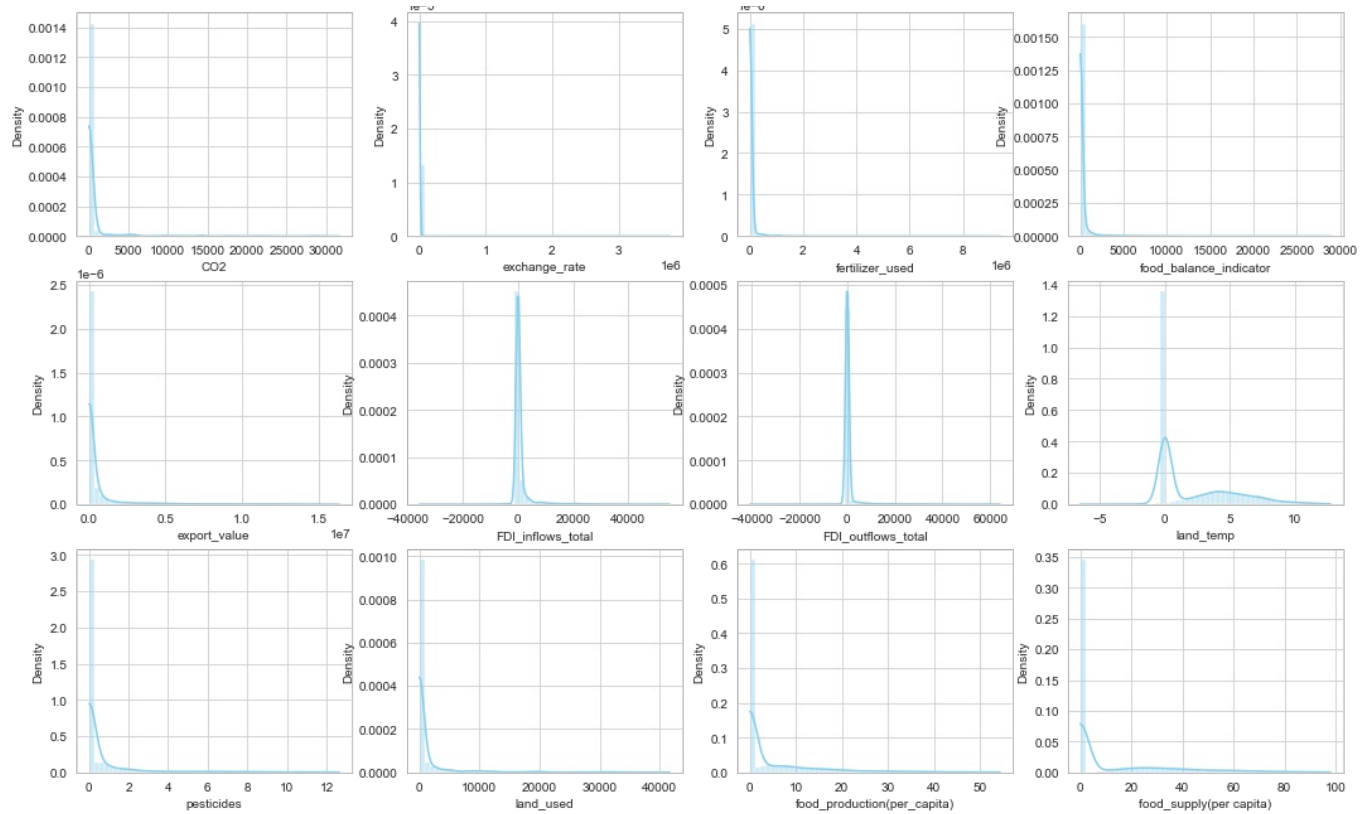 1e−5
1e−6
0.0014
0.0012
0.0010
0.0008
0.0006
0.0004
0.0002
0.0000
Density
0 5000 10000 15000 20000 25000 30000
CO2
4
3
2
1
0
Density
0 1 2 3
exchange_rate 1e6
5
4
3
2
1
0
Density
0 2 4 6 8
fertilizer_used 1e6
0.00150
0.00125
0.00100
0.00075
0.00050
0.00025
0.00000
Density
0 5000 10000 15000 20000 25000 30000
food_balance_indicator
1e−6
2.5
2.0
1.5
1.0
0.5
0.0
Density
0.0 0.5 1.0 1.5
export_value 1e7
0.0004
0.0003
0.0002
0.0001
0.0000
Density
−40000 −20000 0 20000 40000
FDI_inflows_total
0.0005
0.0004
0.0003
0.0002
0.0001
0.0000
Density
−40000 −20000 0 20000 40000 60000
FDI_outflows_total
1.4
1.2
1.0
0.8
0.6
0.4
0.2
0.0
Density
−5 0 5 10
land_temp
3.0
2.5
2.0
1.5
1.0
0.5
0.0
Density
0 2 4 6 8 10 12
pesticides
0.0010
0.0008
0.0006
0.0004
0.0002
0.0000
Density
0 10000 20000 30000 40000
land_used
0.6
0.5
0.4
0.3
0.2
0.1
0.0
Density
0 10 20 30 40 50
food_production(per_capita)
0.35
0.30
0.25
0.20
0.15
0.10
0.05
0.00
Density
0 20 40 60 80 100
food_supply(per capita)